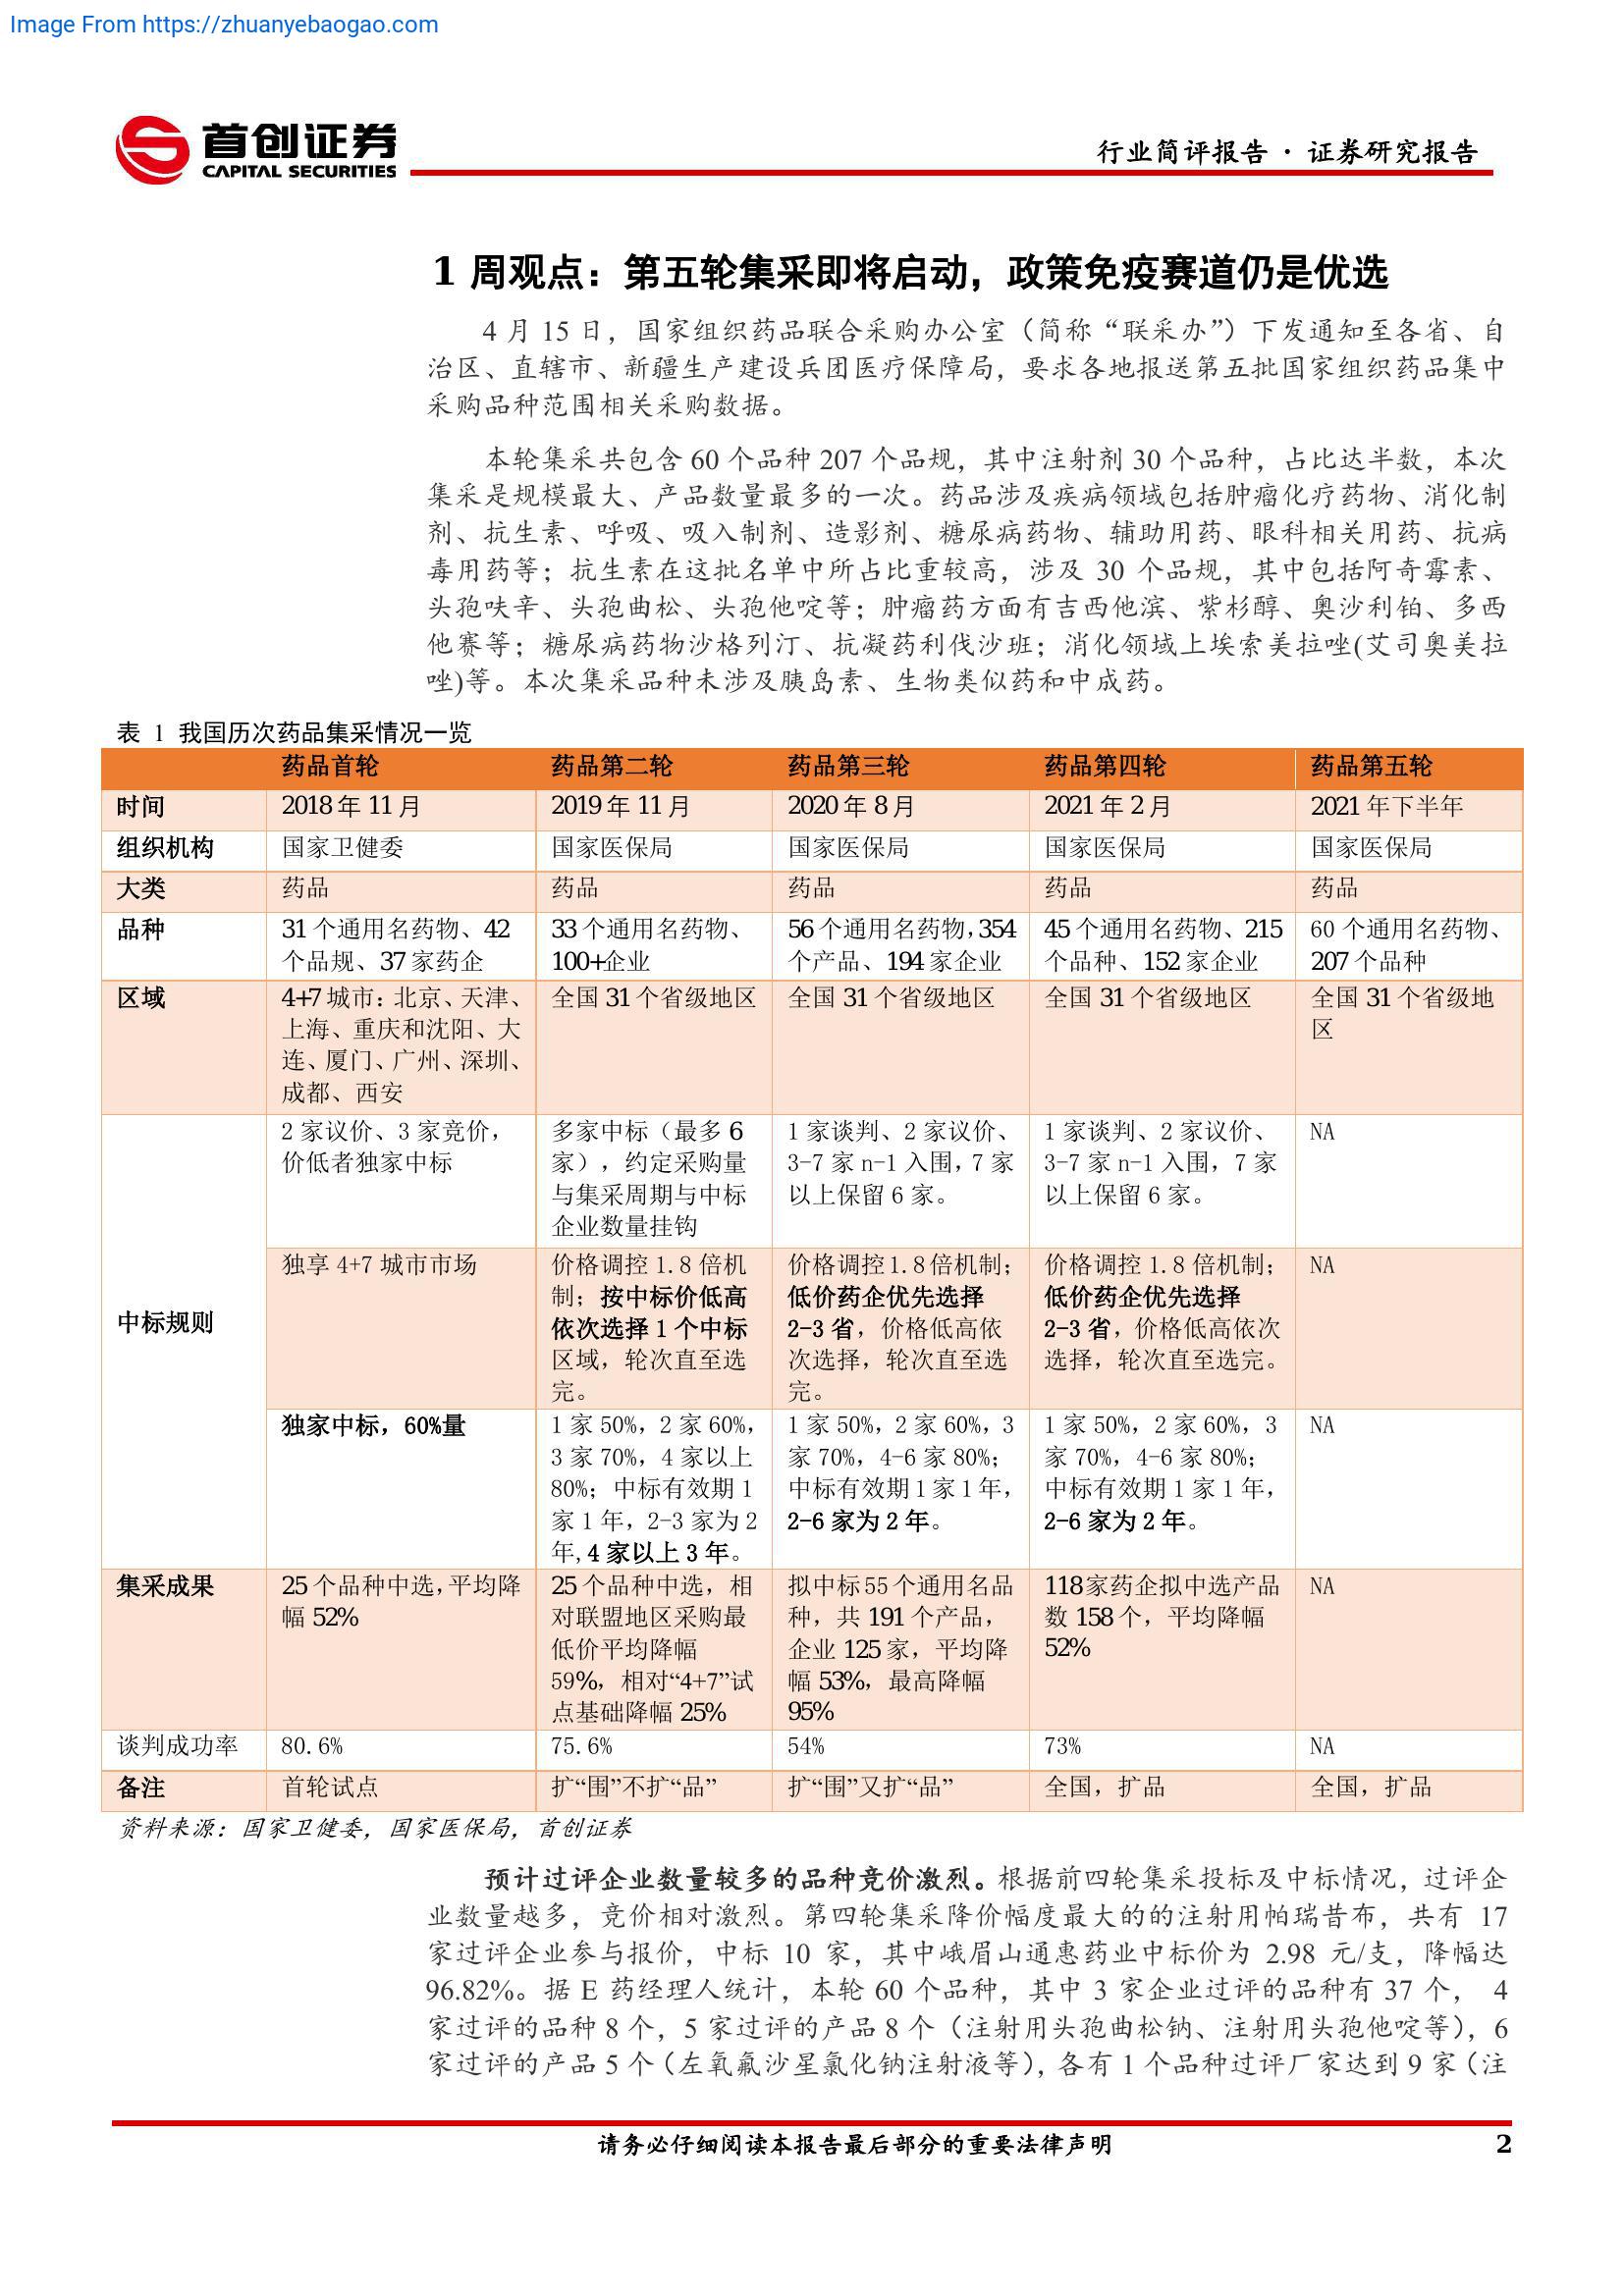 Image From https://zhuanyebaogao.com
首创证券
CAPITAL SECURITIES
行业简评报告 · 证券研究报告
1 周观点：第五轮集采即将启动，政策免疫赛道仍是优选
4 月 15 日，国家组织药品联合采购办公室（简称“联采办”）下发通知至各省、自
治区、直辖市、新疆生产建设兵团医疗保障局，要求各地报送第五批国家组织药品集中
采购品种范围相关采购数据。
本轮集采共包含 60 个品种 207 个品规，其中注射剂 30 个品种，占比达半数，本次
集采是规模最大、产品数量最多的一次。药品涉及疾病领域包括肿瘤化疗药物、消化制
剂、抗生素、呼吸、吸入制剂、造影剂、糖尿病药物、辅助用药、眼科相关用药、抗病
毒用药等；抗生素在这批名单中所占比重较高，涉及 30 个品规，其中包括阿奇霉素、
头孢呋辛、头孢曲松、头孢他啶等；肿瘤药方面有吉西他滨、紫杉醇、奥沙利铂、多西
他赛等；糖尿病药物沙格列汀、抗凝药利伐沙班；消化领域上埃索美拉唑(艾司奥美拉
唑)等。本次集采品种未涉及胰岛素、生物类似药和中成药。
表 1 我国历次药品集采情况一览
药品首轮 药品第二轮 药品第三轮 药品第四轮 药品第五轮
时间 2018 年 11 月 2019 年 11 月 2020 年 8 月 2021 年 2 月 2021 年下半年
组织机构 国家卫健委 国家医保局 国家医保局 国家医保局 国家医保局
大类 药品 药品 药品 药品 药品
品种 31 个通用名药物、42 33 个通用名药物、 56 个通用名药物，354 45 个通用名药物、215 60 个通用名药物、
个品规、37 家药企 100+企业 个产品、194 家企业 个品种、152 家企业 207 个品种
区域 4+7 城市：北京、天津、 全国 31 个省级地区 全国 31 个省级地区 全国 31 个省级地区 全国 31 个省级地
上海、重庆和沈阳、大 区
连、厦门、广州、深圳、
成都、西安
中标规则
2 家议价、3 家竞价， 多家中标（最多 6 1 家谈判、2 家议价、 1 家谈判、2 家议价、 NA
价低者独家中标 家），约定采购量 3-7 家 n-1 入围，7 家 3-7 家 n-1 入围，7 家
与集采周期与中标 以上保留 6 家。 以上保留 6 家。
企业数量挂钩
独享 4+7 城市市场 价格调控 1.8 倍机 价格调控 1.8 倍机制； 价格调控 1.8 倍机制； NA
制；按中标价低高 低价药企优先选择 低价药企优先选择
依次选择 1 个中标 2-3 省，价格低高依 2-3 省，价格低高依次
区域，轮次直至选 次选择，轮次直至选 选择，轮次直至选完。
完。 完。
独家中标，60%量 1 家 50%，2 家 60%， 1 家 50%，2 家 60%，3 1 家 50%，2 家 60%，3 NA
3 家 70%，4 家以上 家 70%，4-6 家 80%； 家 70%，4-6 家 80%；
80%；中标有效期 1 中标有效期 1 家 1 年， 中标有效期 1 家 1 年，
家 1 年，2-3 家为 2 2-6 家为 2 年。 2-6 家为 2 年。
年,4 家以上 3 年。
集采成果 25 个品种中选，平均降 25 个品种中选，相 拟中标 55 个通用名品 118 家药企拟中选产品 NA
幅 52% 对联盟地区采购最 种，共 191 个产品， 数 158 个，平均降幅
低价平均降幅 企业 125 家，平均降 52%
59%，相对“4+7”试 幅 53%，最高降幅
点基础降幅 25% 95%
谈判成功率 80.6% 75.6% 54% 73% NA
备注 首轮试点 扩“围”不扩“品” 扩“围”又扩“品” 全国，扩品 全国，扩品
资料来源：国家卫健委，国家医保局，首创证券
预计过评企业数量较多的品种竞价激烈。根据前四轮集采投标及中标情况，过评企
业数量越多，竞价相对激烈。第四轮集采降价幅度最大的的注射用帕瑞昔布，共有 17
家过评企业参与报价，中标 10 家，其中峨眉山通惠药业中标价为 2.98 元/支，降幅达
96.82%。据 E 药经理人统计，本轮 60 个品种，其中 3 家企业过评的品种有 37 个， 4
家过评的品种 8 个，5 家过评的产品 8 个（注射用头孢曲松钠、注射用头孢他啶等），6
家过评的产品 5 个（左氧氟沙星氯化钠注射液等），各有 1 个品种过评厂家达到 9 家（注
请务必仔细阅读本报告最后部分的重要法律声明
2